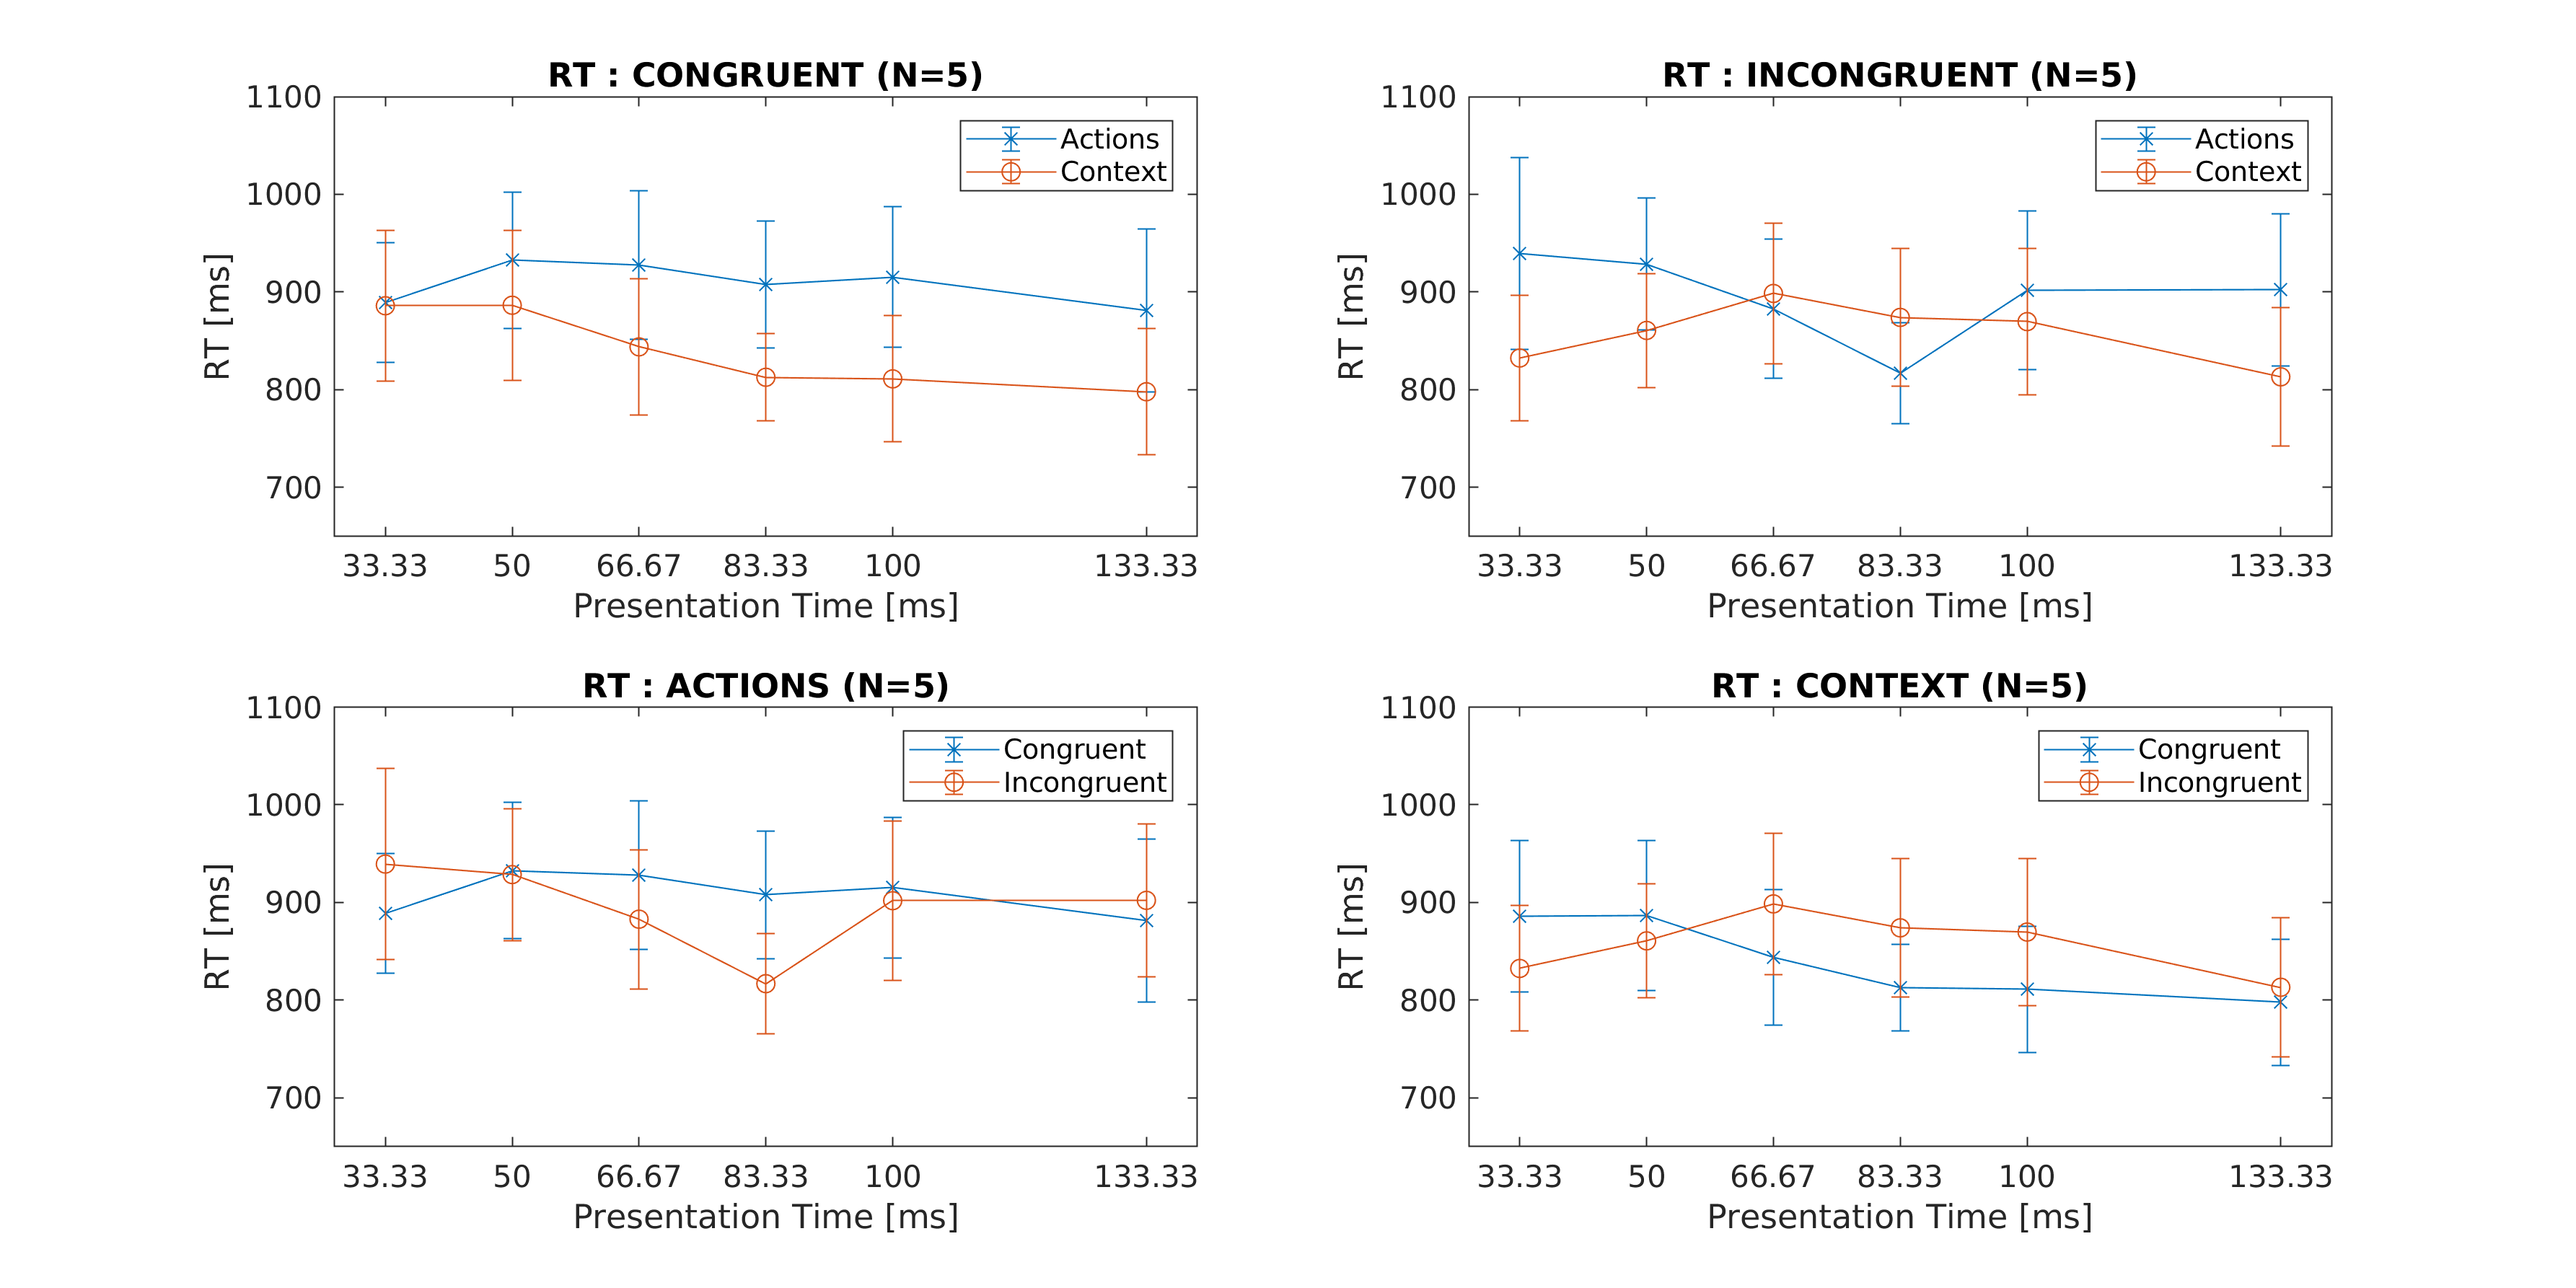 RT : CONGRUENT (N=5)
1100
1000
900
800
700
RT [ms]
Actions
Context
33.33 50 66.67 83.33 100 133.33
Presentation Time [ms]
RT : INCONGRUENT (N=5)
1100
1000
900
800
700
RT [ms]
Actions
Context
33.33 50 66.67 83.33 100 133.33
Presentation Time [ms]
RT : ACTIONS (N=5)
1100
1000
900
800
700
RT [ms]
Congruent
Incongruent
33.33 50 66.67 83.33 100 133.33
Presentation Time [ms]
RT : CONTEXT (N=5)
1100
1000
900
800
700
RT [ms]
Congruent
Incongruent
33.33 50 66.67 83.33 100 133.33
Presentation Time [ms]